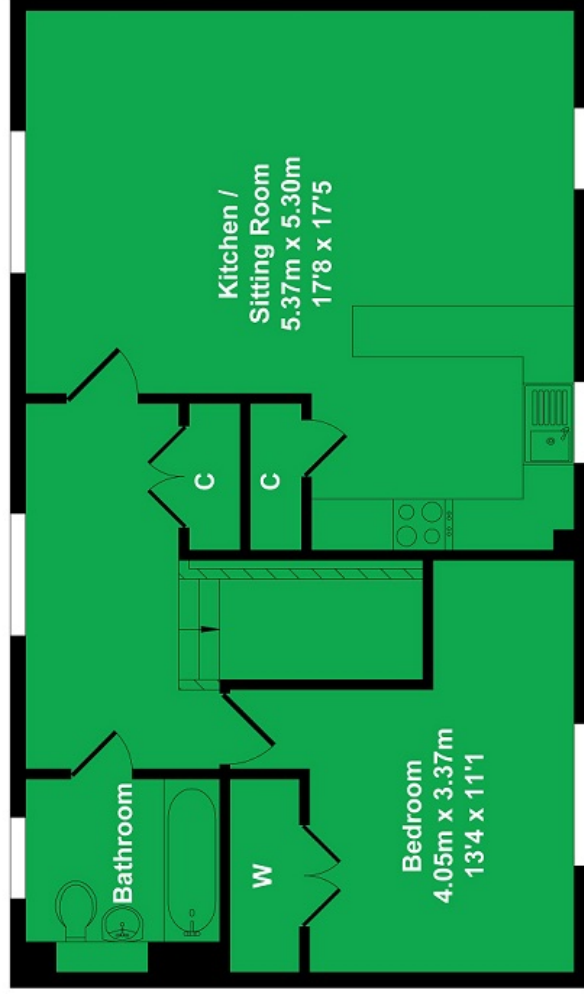 Kitchen /
Sitting Room
5.37m x 5.30m
17'8 x 17'5
C
C
Bathroom
W
Bedroom
4.05m x 3.37m
13'4 x 11'1